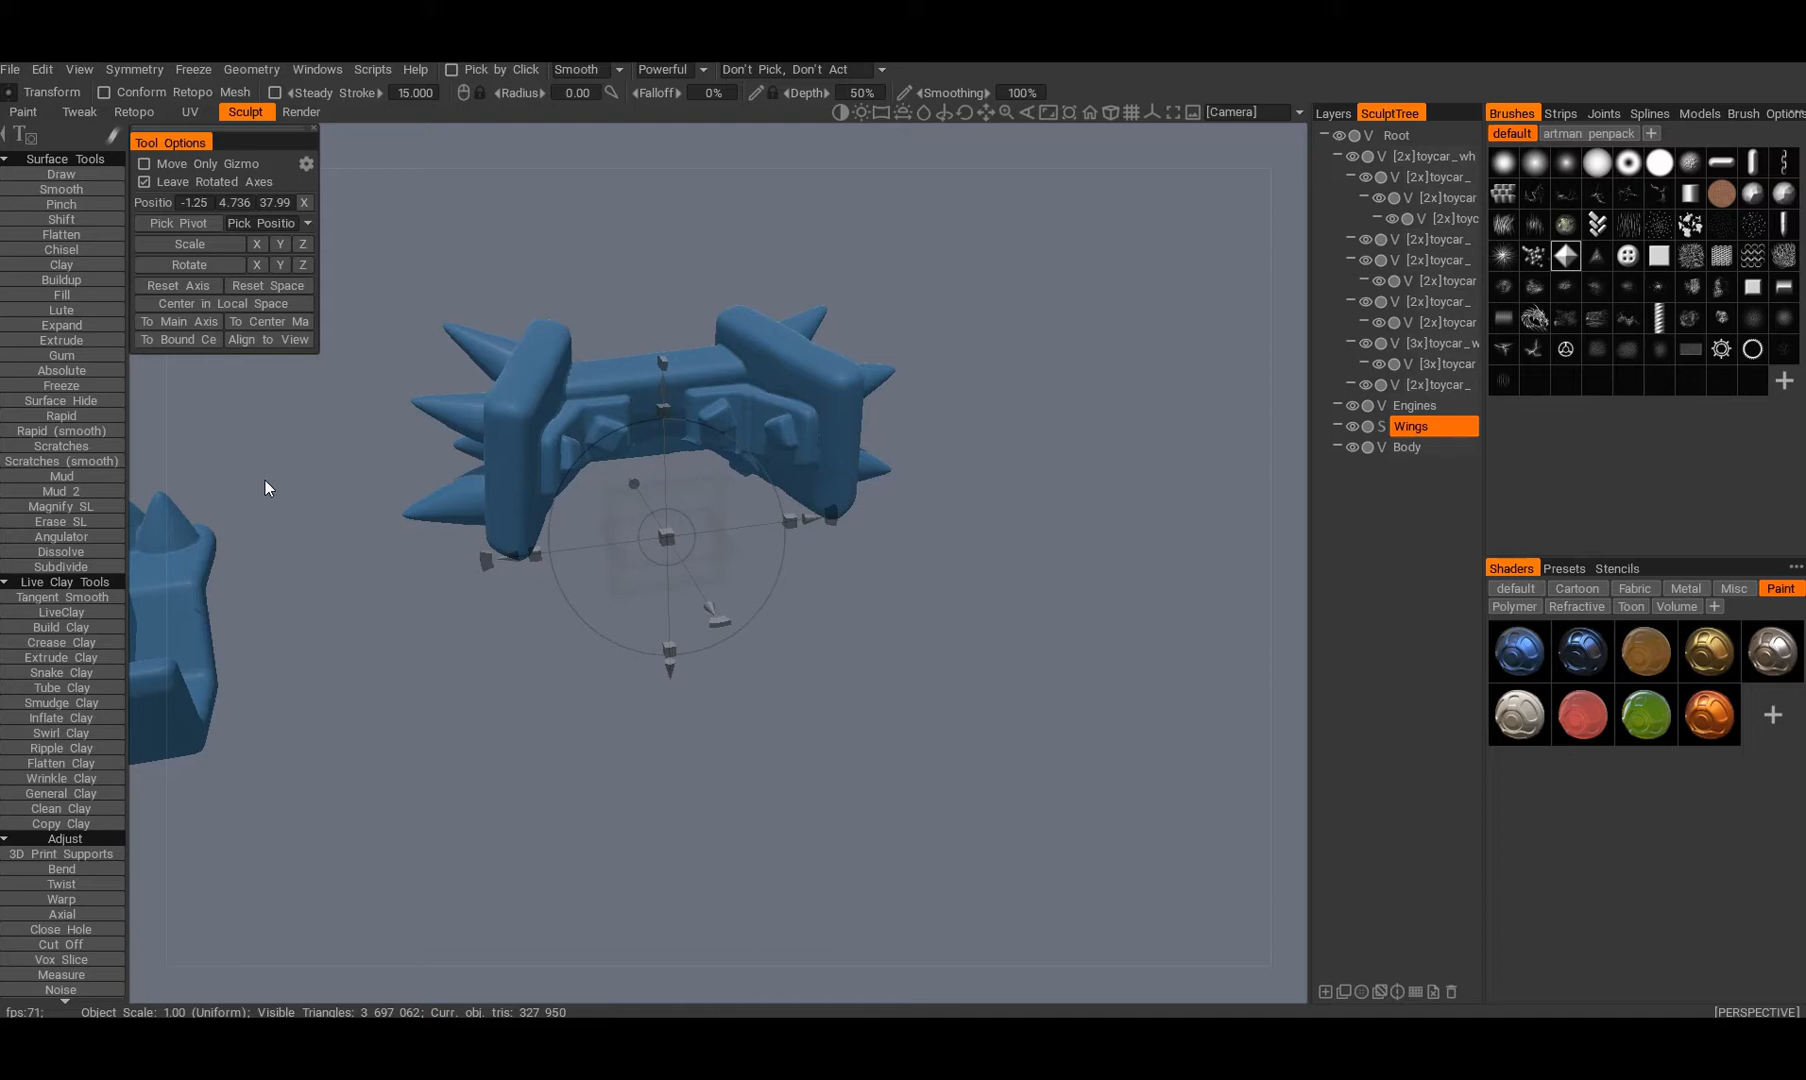 File Edit View Symmetry Freeze Geometry Windows Scripts Help Pick by Click Smooth Powerful Don't Pick, Don't Act
Transform Conform Retopo Mesh Steady Stroke 15.000 Radius 0.00 Falloff 0% Depth 50% Smoothing 100%
Paint Tweak Retopo UV Sculpt Render [Camera]
Surface Tools
Draw
Smooth
Pinch
Shift
Flatten
Chisel
Clay
Buildup
Fill
Lute
Expand
Extrude
Gum
Absolute
Freeze
Surface Hide
Rapid
Rapid (smooth)
Scratches
Scratches (smooth)
Mud
Mud 2
Magnify SL
Erase SL
Angulator
Dissolve
Subdivide
Live Clay Tools
Tangent Smooth
LiveClay
Build Clay
Crease Clay
Extrude Clay
Snake Clay
Tube Clay
Smudge Clay
Inflate Clay
Swirl Clay
Ripple Clay
Flatten Clay
Wrinkle Clay
General Clay
Clean Clay
Copy Clay
Adjust
3D Print Supports
Bend
Twist
Warp
Axial
Close Hole
Cut Off
Vox Slice
Measure
Noise
Tool Options
Move Only Gizmo
Leave Rotated Axes
Positio -1.25 4.736 37.99 X
Pick Pivot Pick Positio
Scale X Y Z
Rotate X Y Z
Reset Axis Reset Space
Center in Local Space
To Main Axis To Center Ma
To Bound Ce Align to View
Layers SculptTree
Root
V [2x]toycar_wh
V [2x]toycar_
V [2x]toycar
V [2x]toyc
V [2x]toycar_
V [2x]toycar_
V [2x]toycar
V [2x]toycar_
V [2x]toycar
V [3x]toycar_w
V [3x]toycar
V [2x]toycar_
V Engines
S Wings
V Body
Brushes Strips Joints Splines Models Brush Options
default artman penpack
Shaders Presets Stencils
default Cartoon Fabric Metal Misc Paint
Polymer Refractive Toon Volume
fps:71; Object Scale: 1.00 (Uniform); Visible Triangles: 3 697 062; Curr. obj. tris: 327 950 [PERSPECTIVE]